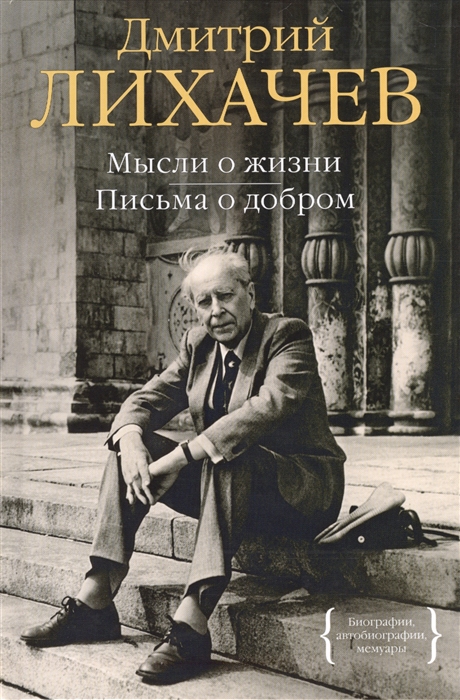 Дмитрий
ЛИХАЧЕВ
Мысли о жизни
Письма о добром
Биографии,
автобиографии,
мемуары